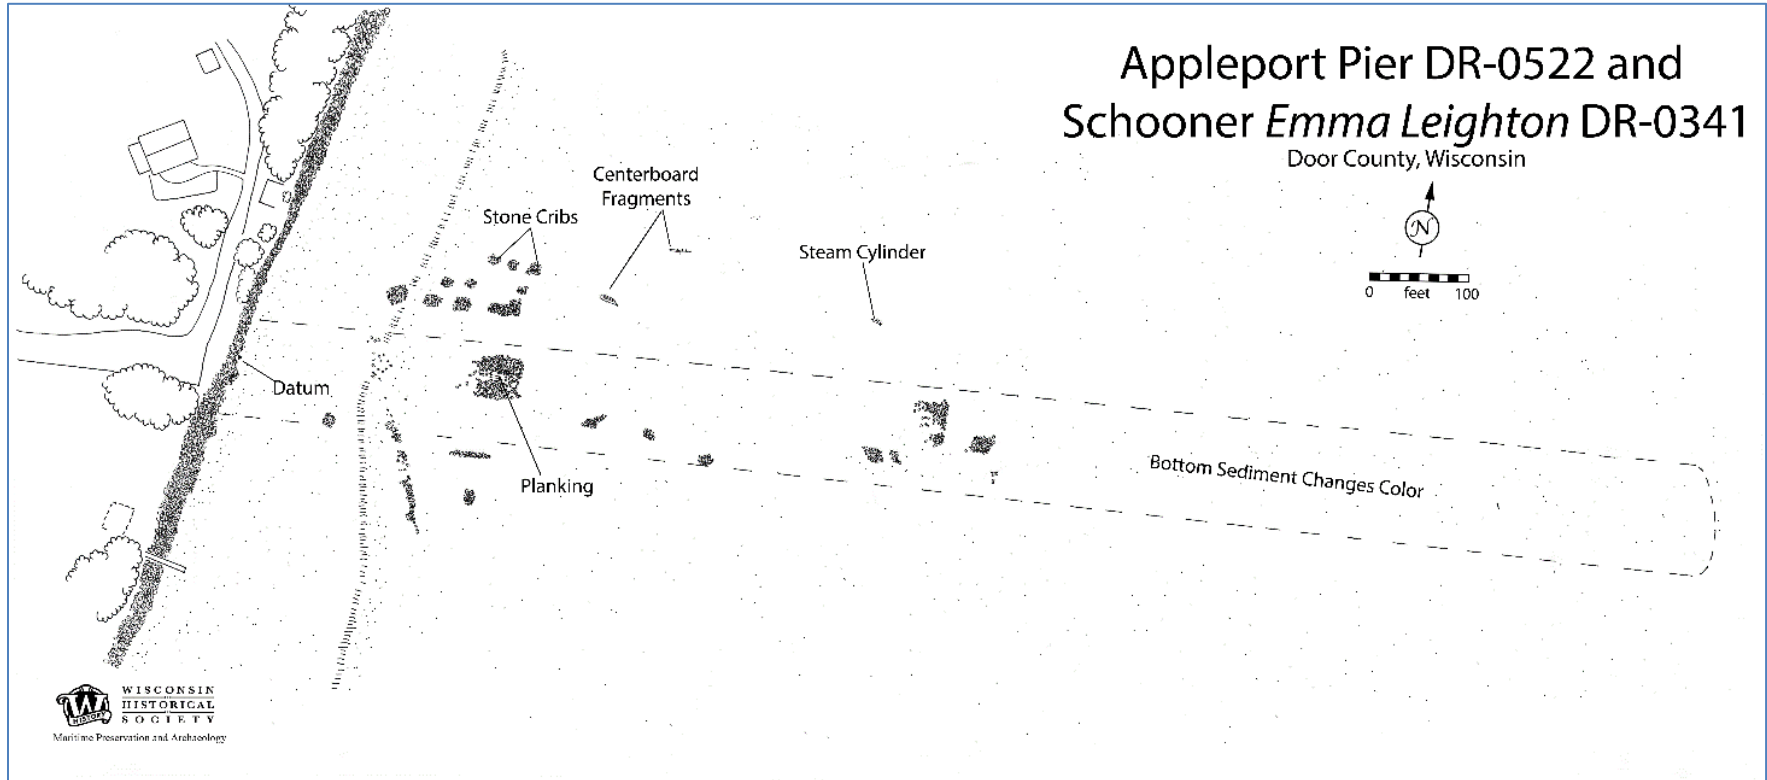 Appleport Pier DR-0522 and
Schooner Emma Leighton DR-0341
Door County, Wisconsin
N
0 feet 100
Centerboard
Fragments
Stone Cribs
Steam Cylinder
Datum
Planking
Bottom Sediment Changes Color
W
HISTORY
WISCONSIN
HISTORICAL
SOCIETY
Maritime Preservation and Archaeology